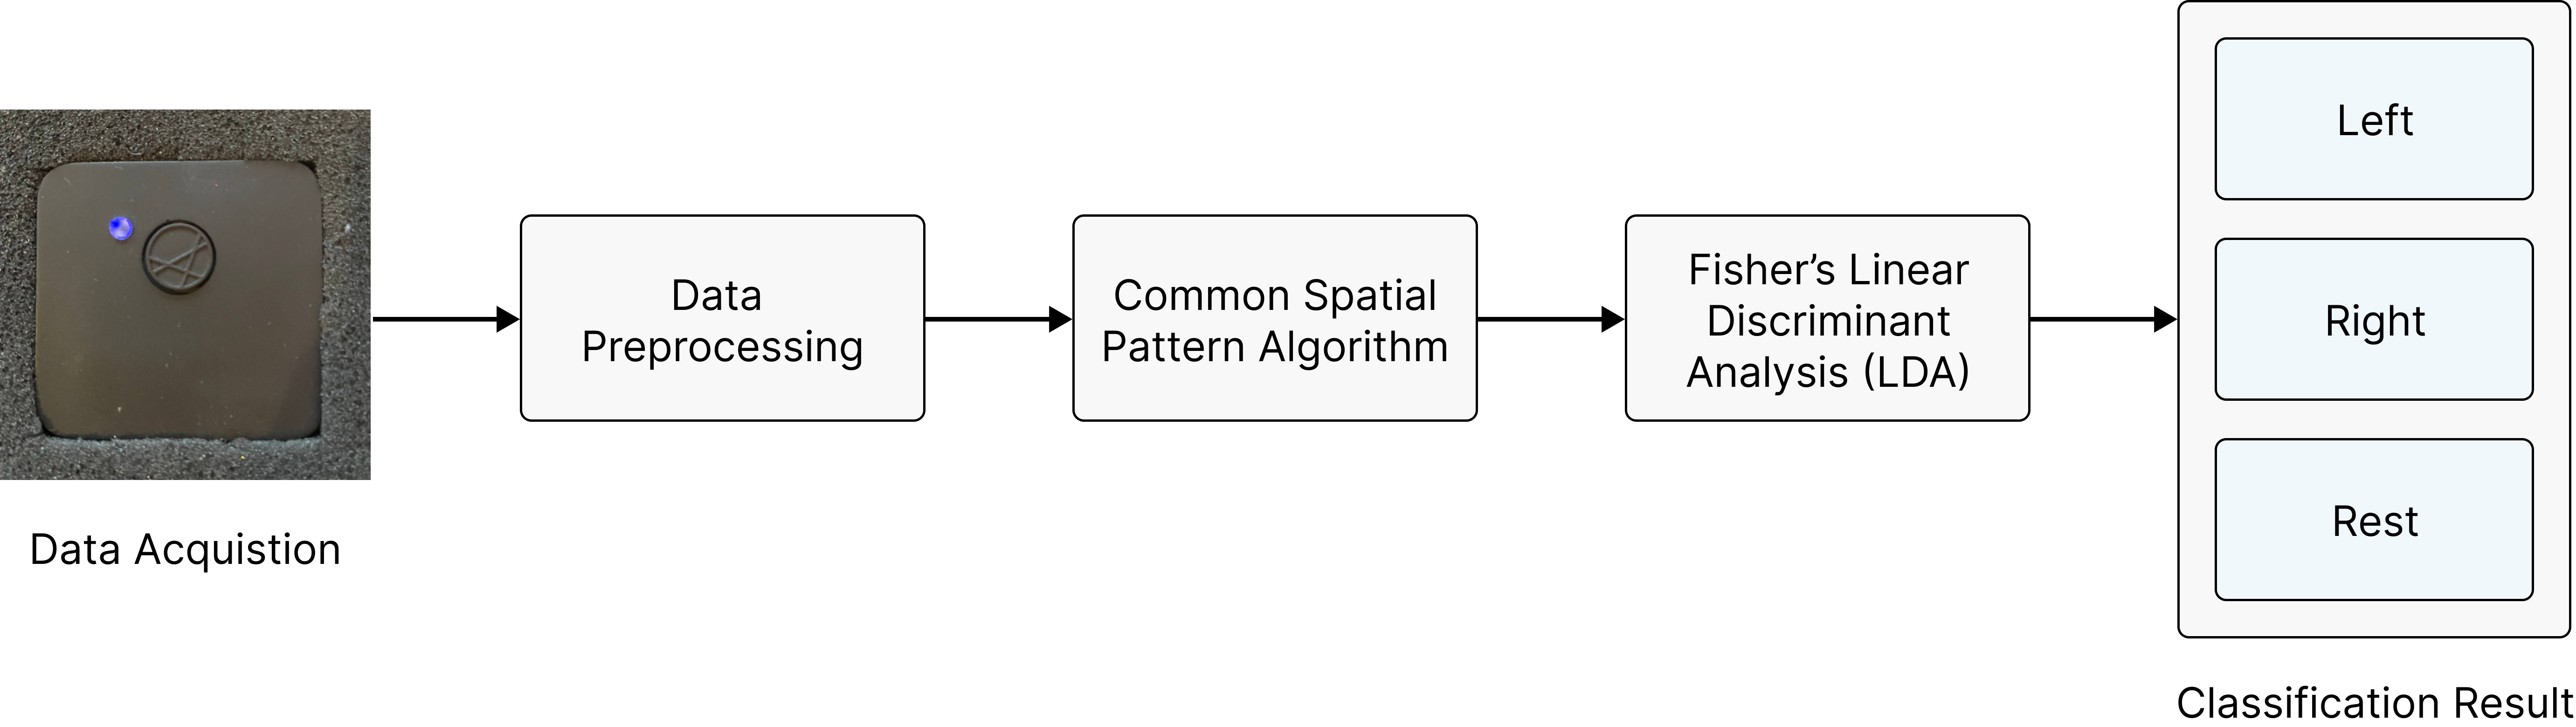 Data Acquistion
Data
Preprocessing
Common Spatial
Pattern Algorithm
Fisher’s Linear
Discriminant
Analysis (LDA)
Left
Right
Rest
Classification Result